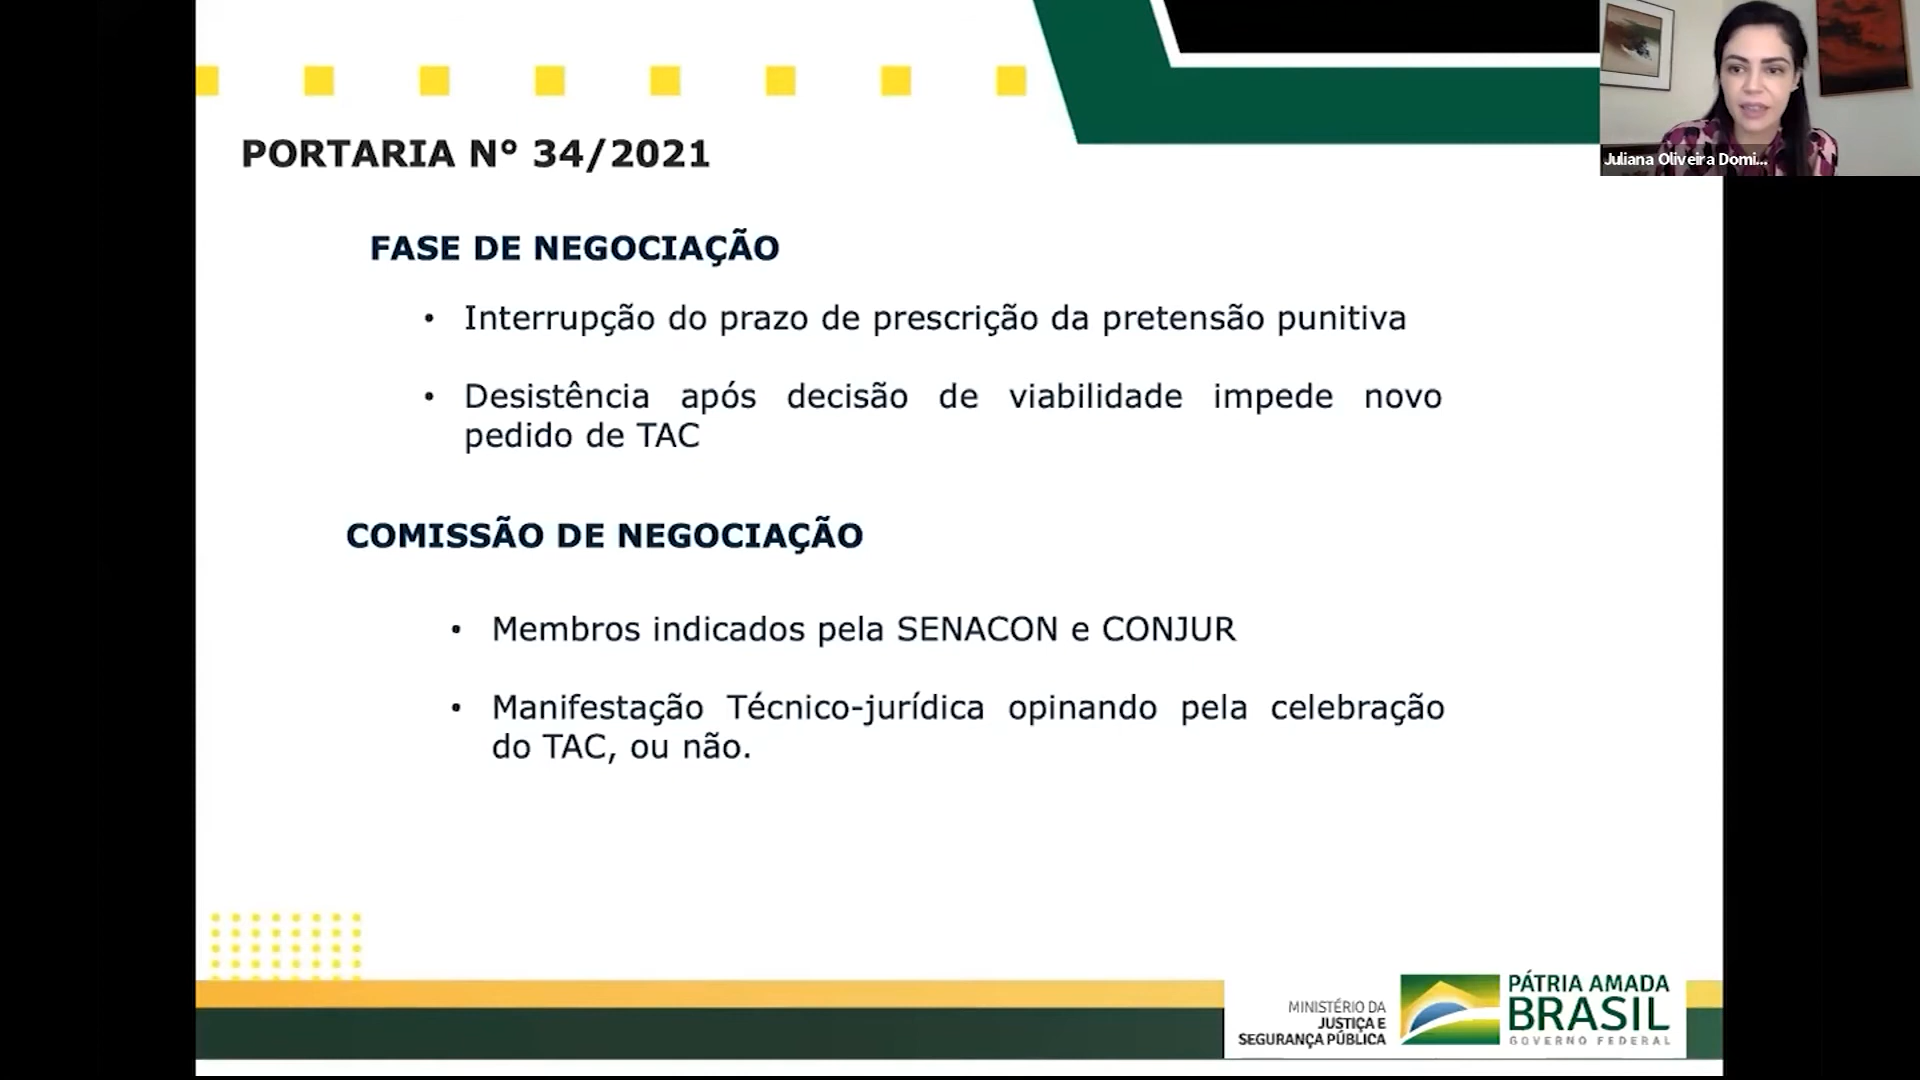 Juliana Oliveira Domi...
PORTARIA N° 34/2021
FASE DE NEGOCIAÇÃO
• Interrupção do prazo de prescrição da pretensão punitiva
• Desistência após decisão de viabilidade impede novo
pedido de TAC
COMISSÃO DE NEGOCIAÇÃO
• Membros indicados pela SENACON e CONJUR
• Manifestação Técnico-jurídica opinando pela celebração
do TAC, ou não.
MINISTÉRIO DA
JUSTIÇA E
SEGURANÇA PÚBLICA
PÁTRIA AMADA
BRASIL
GOVERNO FEDERAL